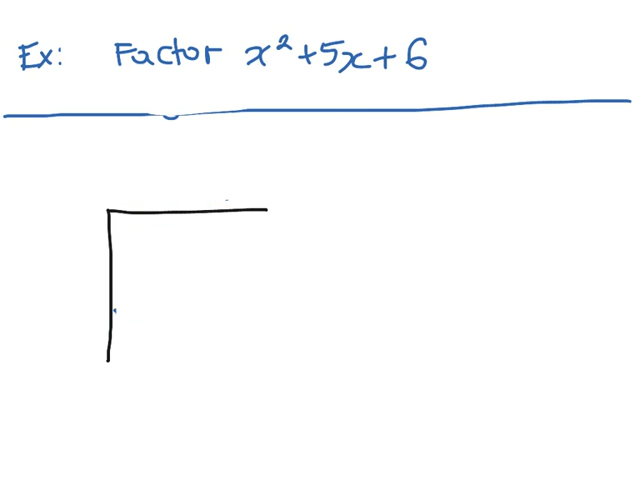 Ex: Factor x² + 5x + 6